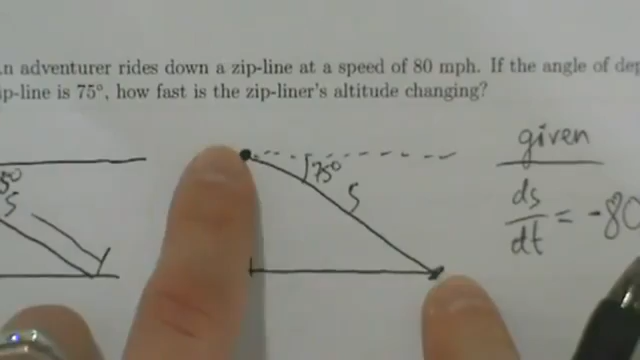 n adventurer rides down a zip-line at a speed of 80 mph. If the angle of dep
ip-line is 75°, how fast is the zip-liner's altitude changing?
given
75°
5°
S
S
ds/dt = -80